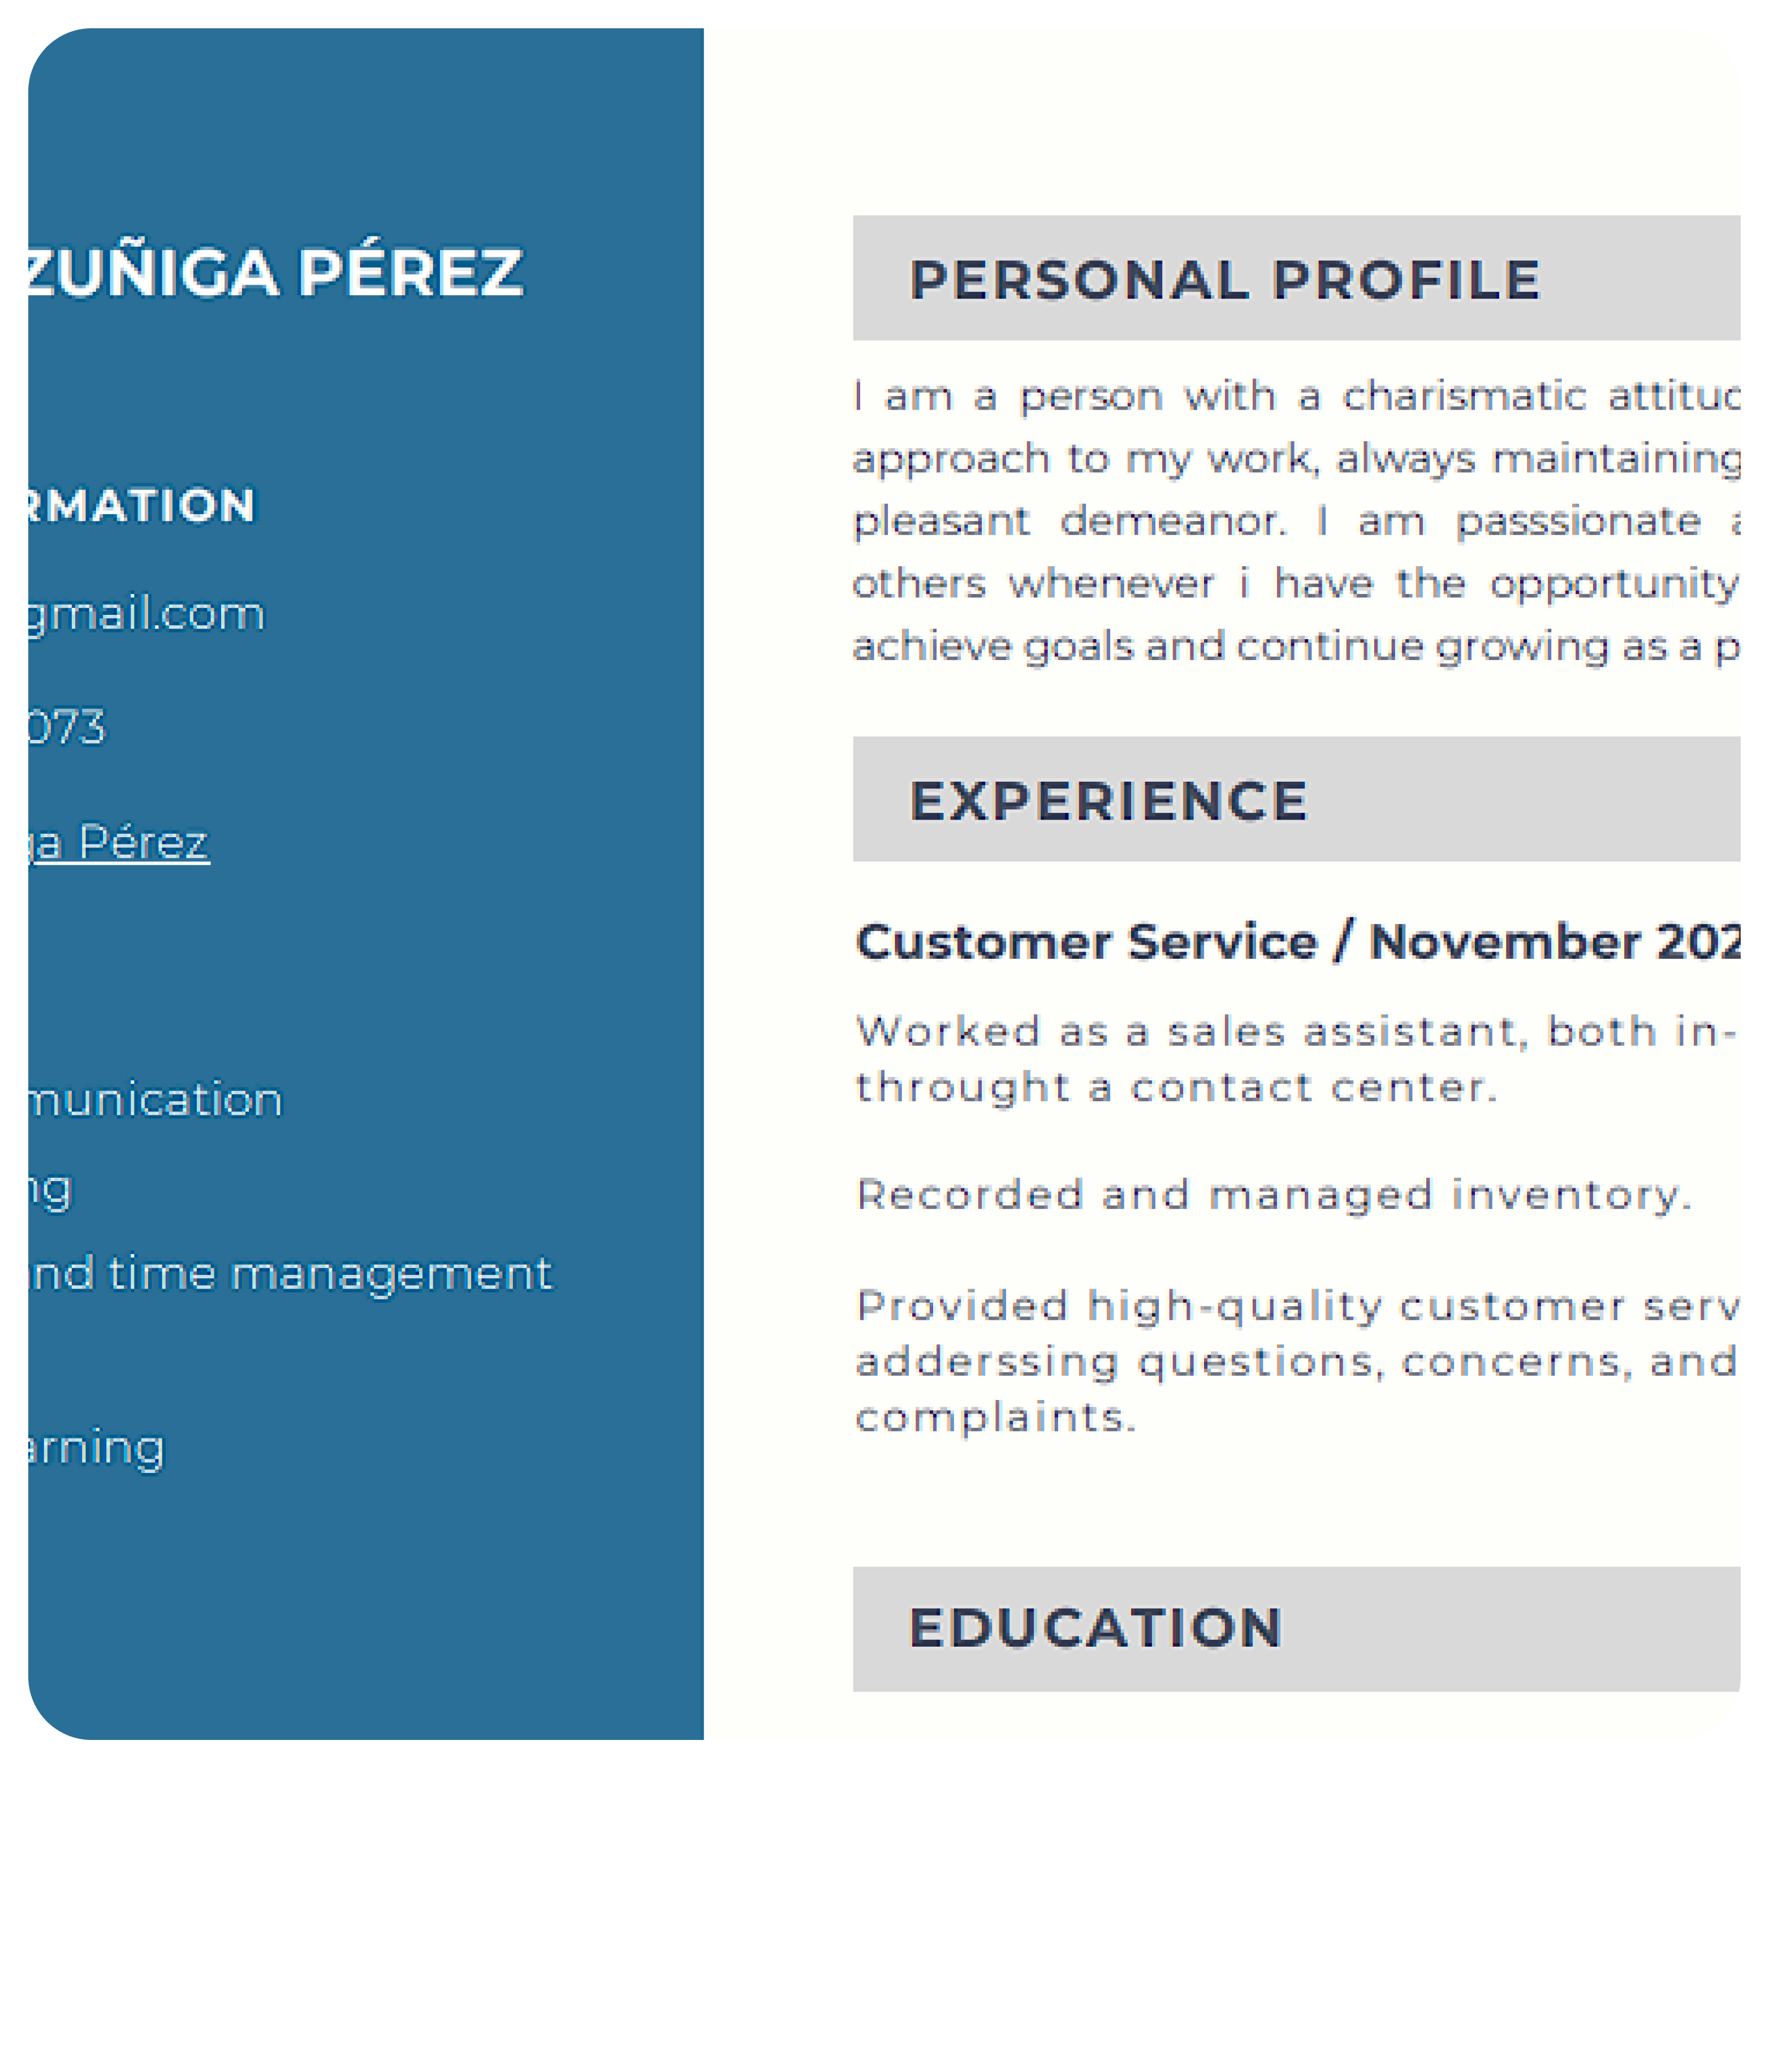 ZUÑIGA PÉREZ
RMATION
gmail.com
073
ga Pérez
munication
ng
nd time management
arning
PERSONAL PROFILE
I am a person with a charismatic
approach to my work, always maintaining
pleasant demeanor. I am passsionate
others whenever i have the opportunity
achieve goals and continue growing as a
EXPERIENCE
Customer Service / November 202
Worked as a sales assistant, both in-
throught a contact center.
Recorded and managed inventory.
Provided high-quality customer serv
adderssing questions, concerns, and
complaints.
EDUCATION